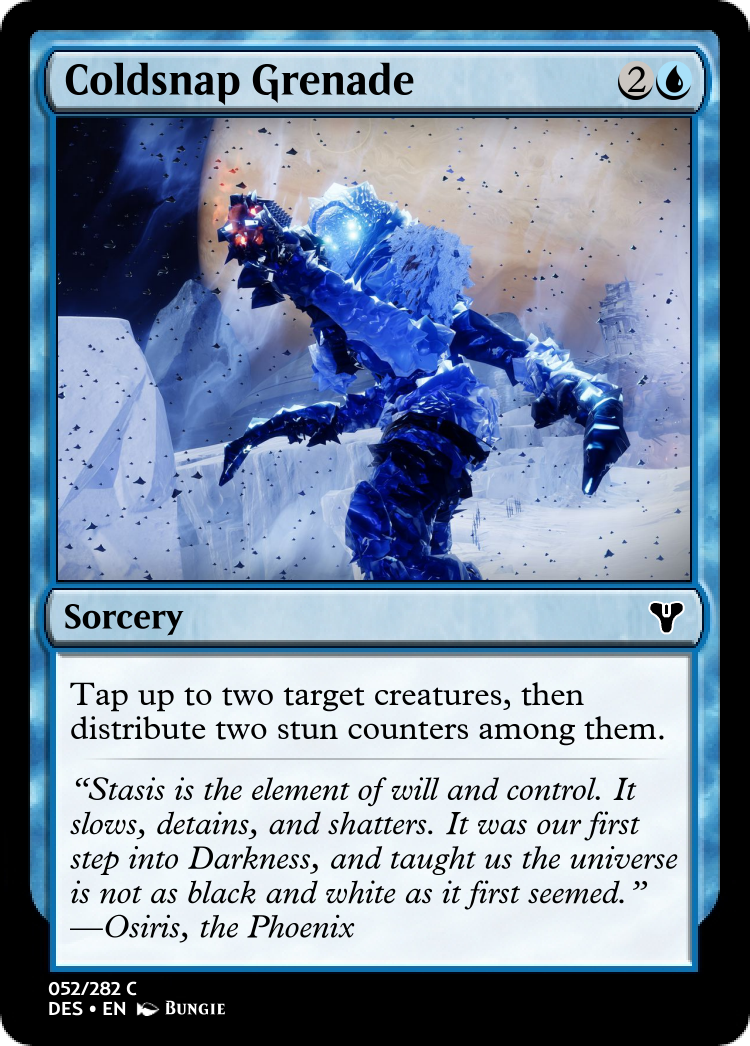 Coldsnap Grenade 2
Sorcery
Tap up to two target creatures, then
distribute two stun counters among them.
“Stasis is the element of will and control. It
slows, detains, and shatters. It was our first
step into Darkness, and taught us the universe
is not as black and white as it first seemed.”
—Osiris, the Phoenix
052/282 C
DES • EN Bungie